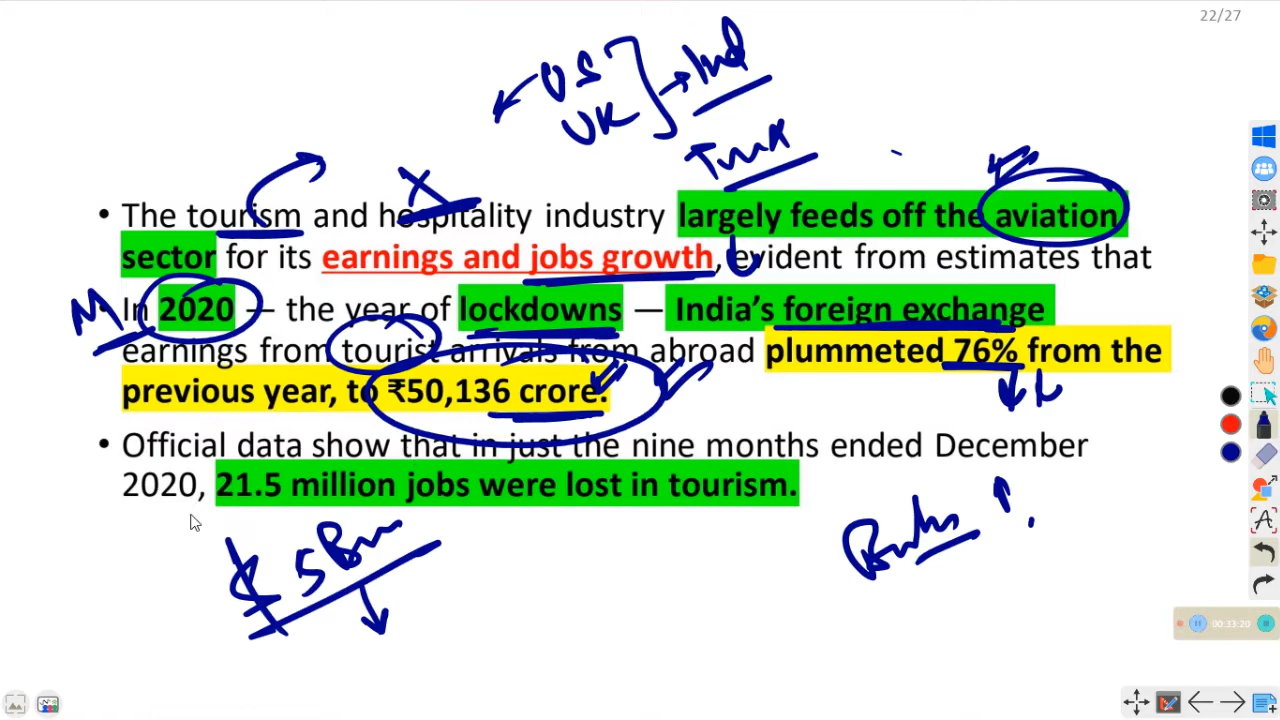 22/27
US
UK
Ind
• The tourism and hospitality industry largely feeds off the aviation
sector for its earnings and jobs growth, evident from estimates that
• In 2020 — the year of lockdowns — India's foreign exchange
earnings from tourist arrivals from abroad plummeted 76% from the
previous year, to ₹50,136 crore.
• Official data show that in just the nine months ended December
2020, 21.5 million jobs were lost in tourism.
00:33:20